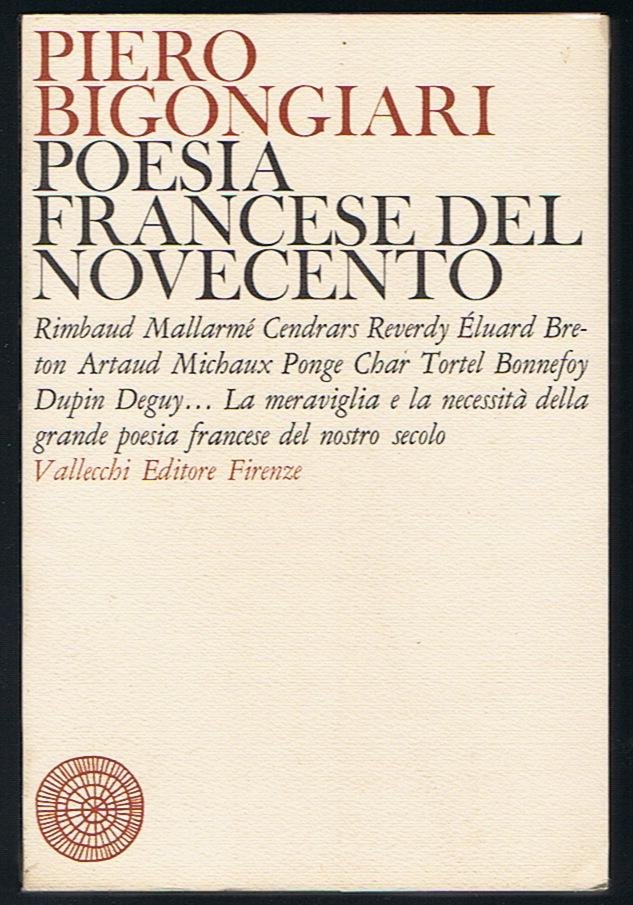 PIERO
BIGONGIARI
POESIA
FRANCESE DEL
NOVECENTO
Rimbaud Mallarmé Cendrars Reverdy Éluard Bre-
ton Artaud Michaux Ponge Char Tortel Bonnefoy
Dupin Deguy... La meraviglia e la necessità della
grande poesia francese del nostro secolo
Vallecchi Editore Firenze